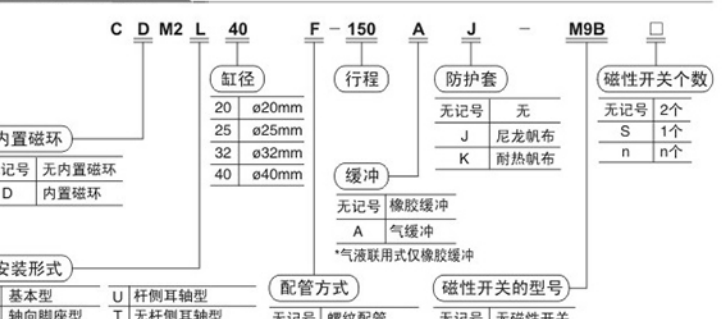 C D M2 L 40 F - 150 A J - M9B □
缸径
20 ø20mm
25 ø25mm
32 ø32mm
40 ø40mm
行程
防护套
无记号 无
J 尼龙帆布
K 耐热帆布
磁性开关个数
无记号 2个
S 1个
n n个
内置磁环
记号 无内置磁环
D 内置磁环
缓冲
无记号 橡胶缓冲
A 气缓冲
*气液联用式仅橡胶缓冲
安装形式
基本型 U 杆侧耳轴型
轴向脚座型 T 无杆侧耳轴型
配管方式
无记号 螺纹配管
磁性开关的型号
无记号 无磁性开关